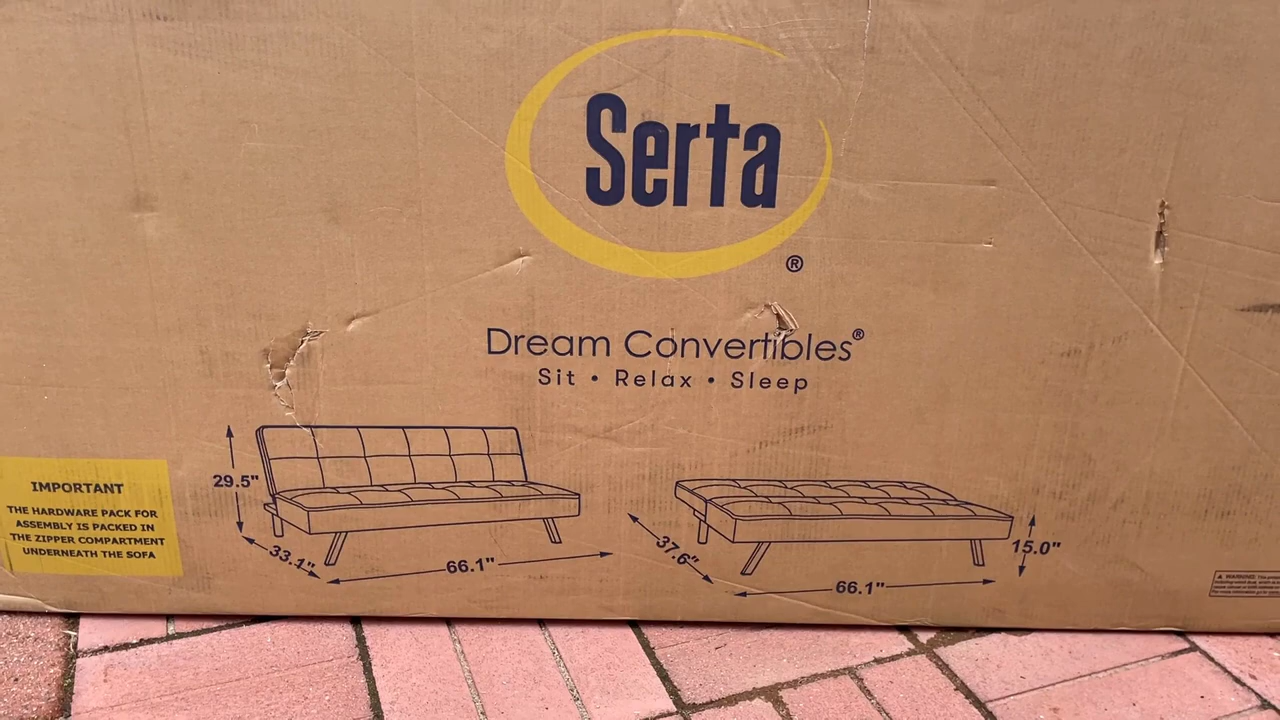 Serta
®
Dream Convertibles®
Sit • Relax • Sleep
29.5"
33.1"
66.1"
37.6"
66.1"
15.0"
IMPORTANT
THE HARDWARE PACK FOR
ASSEMBLY IS PACKED IN
THE ZIPPER COMPARTMENT
UNDERNEATH THE SOFA
WARNING: